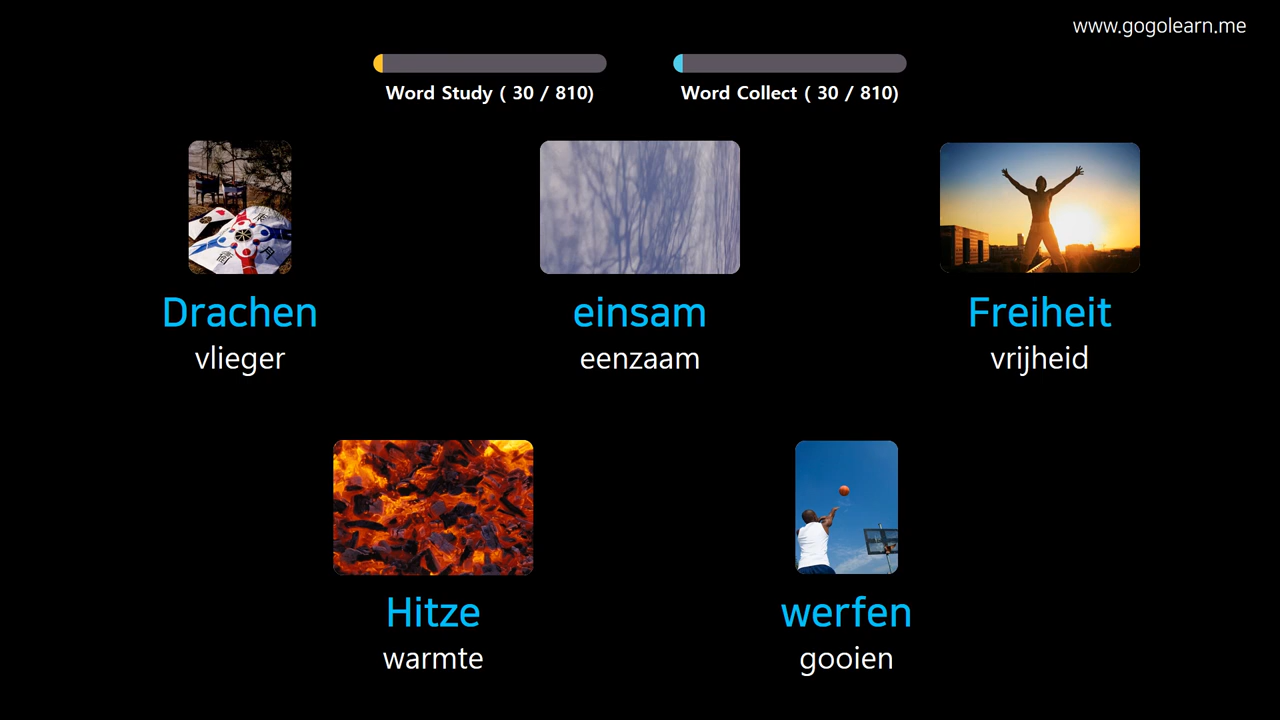 www.gogolearn.me
Word Study ( 30 / 810)
Word Collect ( 30 / 810)
Drachen
vlieger
einsam
eenzaam
Freiheit
vrijheid
Hitze
warmte
werfen
gooien